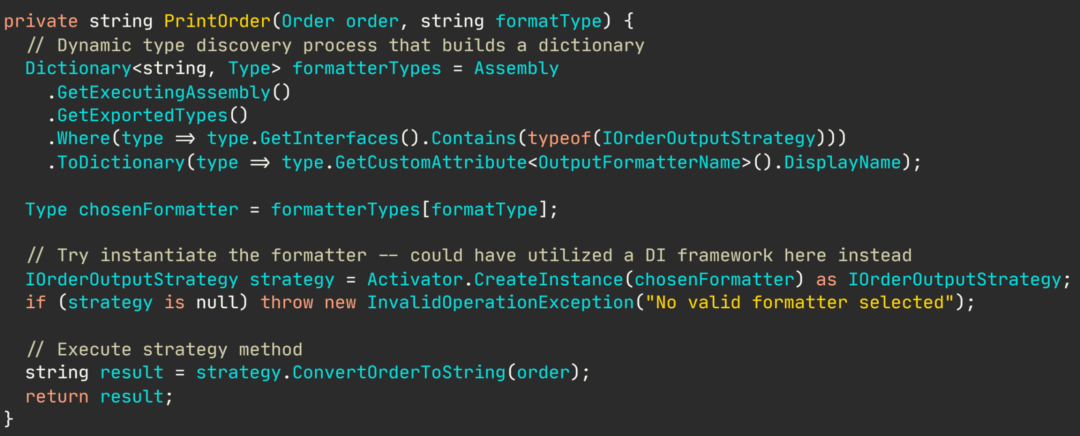 private string PrintOrder(Order order, string formatType) {
  // Dynamic type discovery process that builds a dictionary
  Dictionary<string, Type> formatterTypes = Assembly
    .GetExecutingAssembly()
    .GetExportedTypes()
    .Where(type => type.GetInterfaces().Contains(typeof(IOrderOutputStrategy)))
    .ToDictionary(type => type.GetCustomAttribute<OutputFormatterName>().DisplayName);

  Type chosenFormatter = formatterTypes[formatType];

  // Try instantiate the formatter -- could have utilized a DI framework here instead
  IOrderOutputStrategy strategy = Activator.CreateInstance(chosenFormatter) as IOrderOutputStrategy;
  if (strategy is null) throw new InvalidOperationException("No valid formatter selected");

  // Execute strategy method
  string result = strategy.ConvertOrderToString(order);
  return result;
}